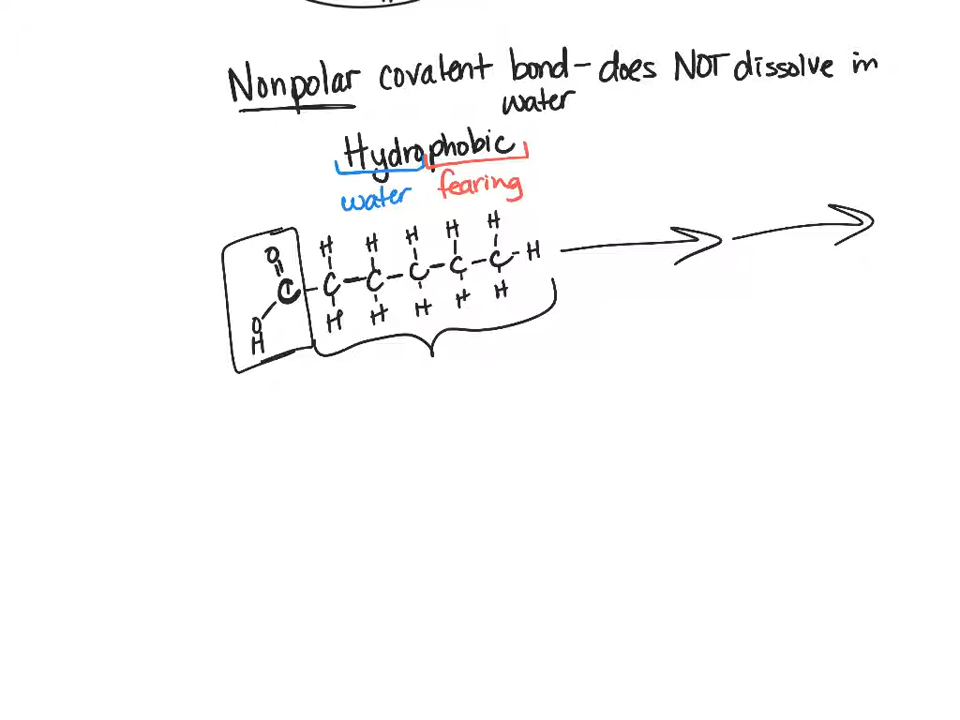 Nonpolar covalent bond - does NOT dissolve in
water
Hydrophobic
water fearing
H H H H H
O
C - C - C - C - C - C - H
O
H
H H H H H